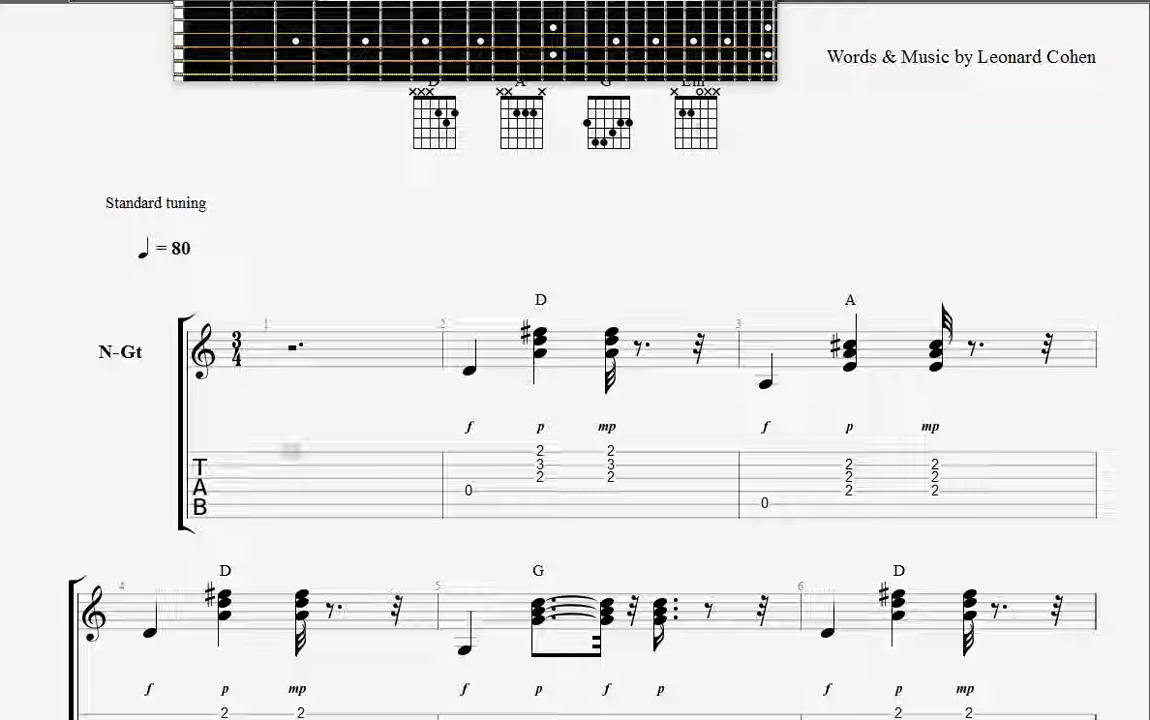 Words & Music by Leonard Cohen
D A G Em
Standard tuning
= 80
D A
1 2 3
N-Gt
3
4
f p mp f p mp
2 2
3 3 2 2
T 2 2 2 2
A 0 2 2
B 0
D G D
4 5 6
f p mp f p f p f p mp
2 2 2 2